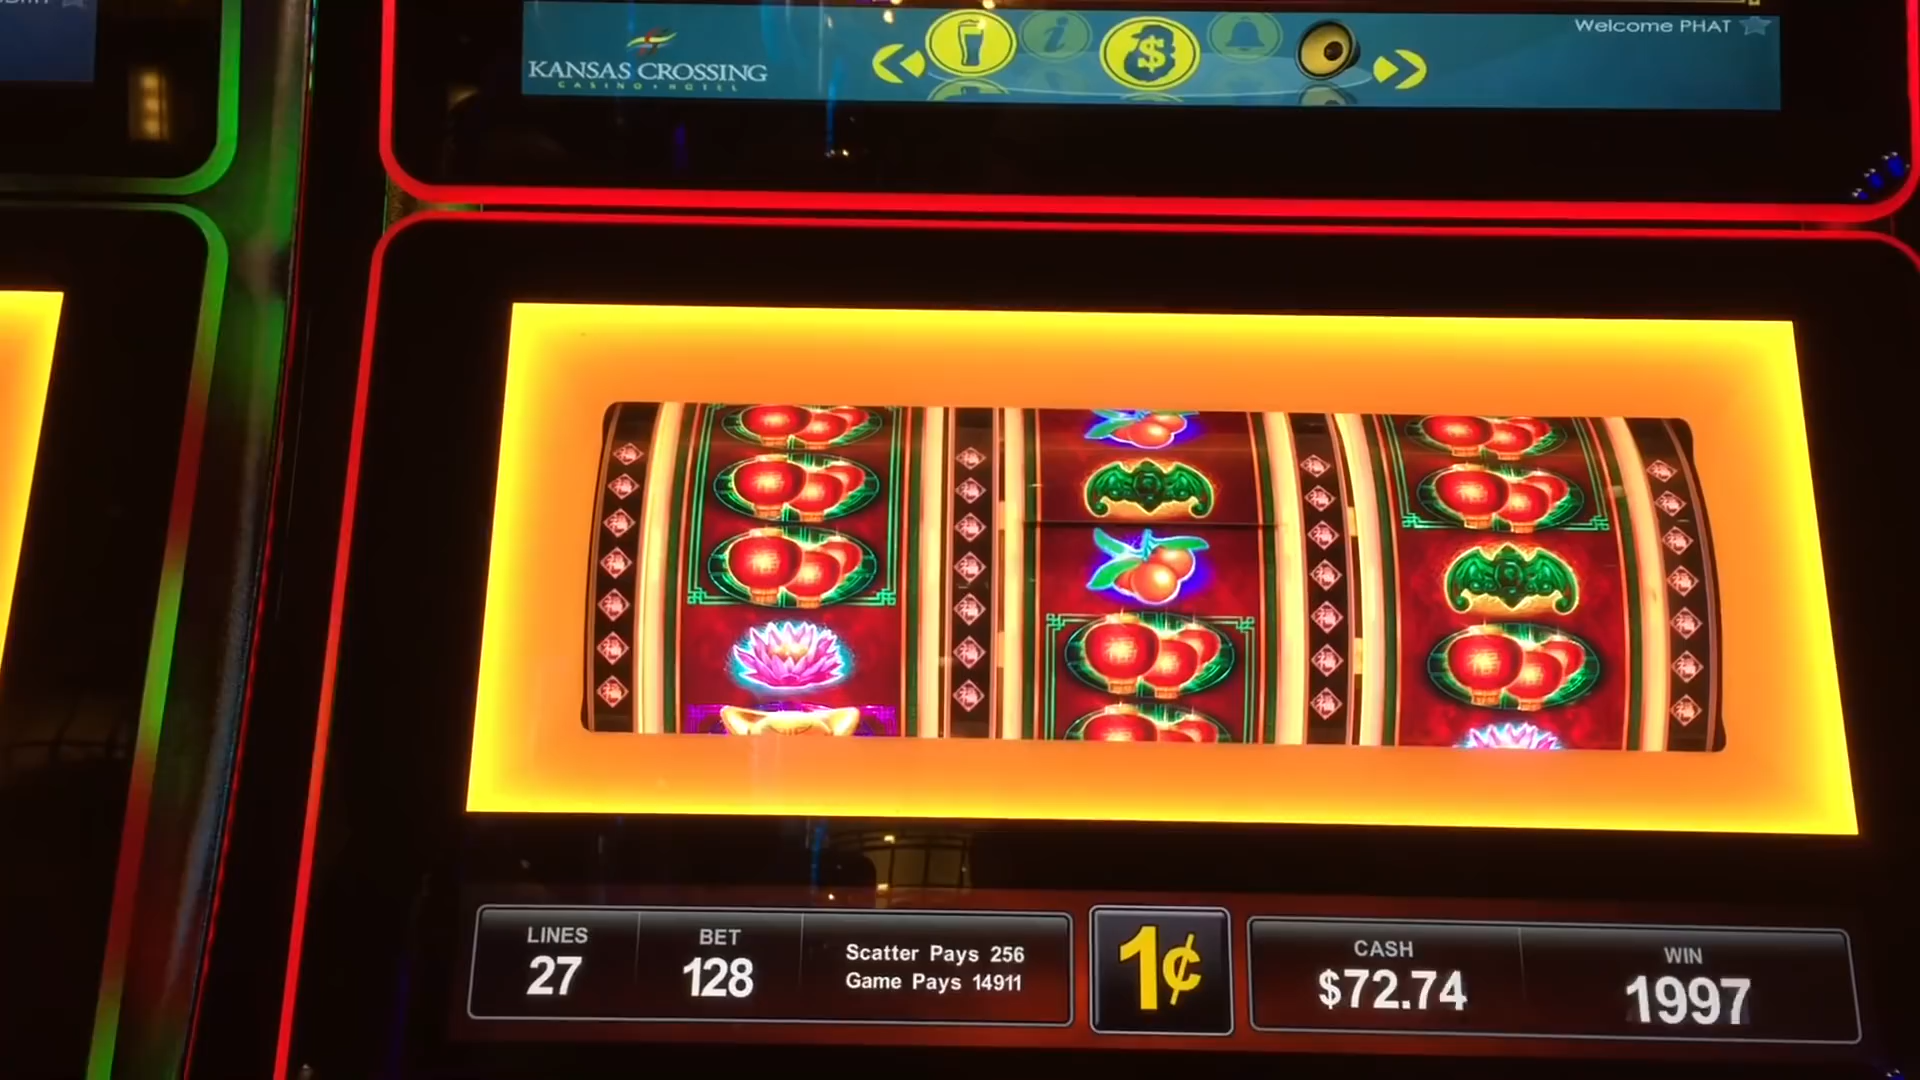 Welcome PHAT
KANSAS CROSSING
CASINO + HOTEL
$
福
LINES
27
BET
128
Scatter Pays 256
Game Pays 14911
1¢
CASH
$72.74
WIN
1997